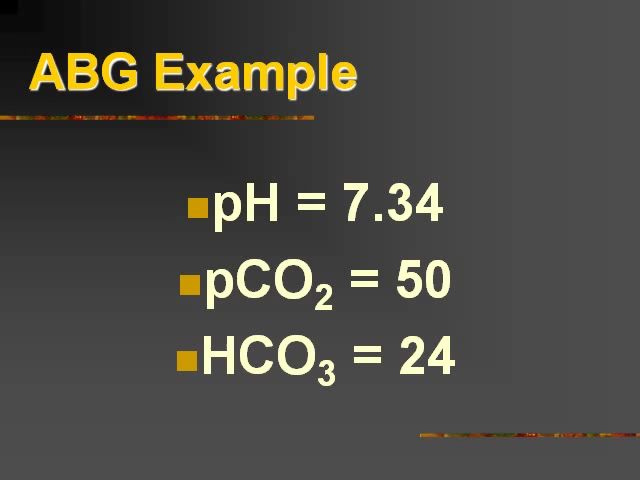 ABG Example
pH = 7.34
pCO₂ = 50
HCO₃ = 24